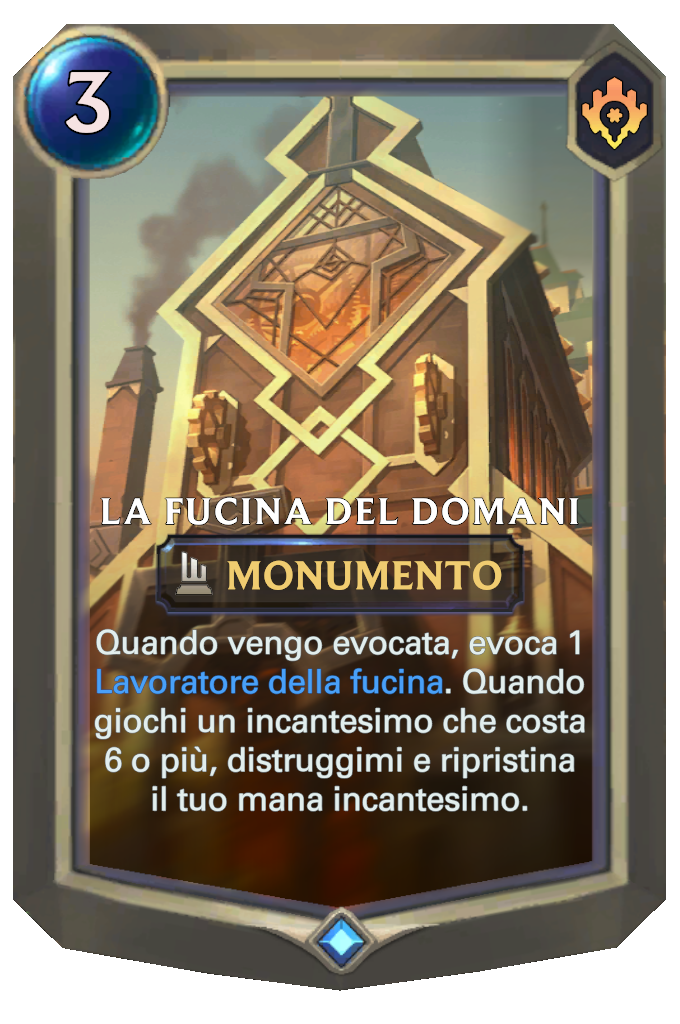 3
LA FUCINA DEL DOMANI
MONUMENTO
Quando vengo evocata, evoca 1
Lavoratore della fucina. Quando
giochi un incantesimo che costa
6 o più, distruggimi e ripristina
il tuo mana incantesimo.